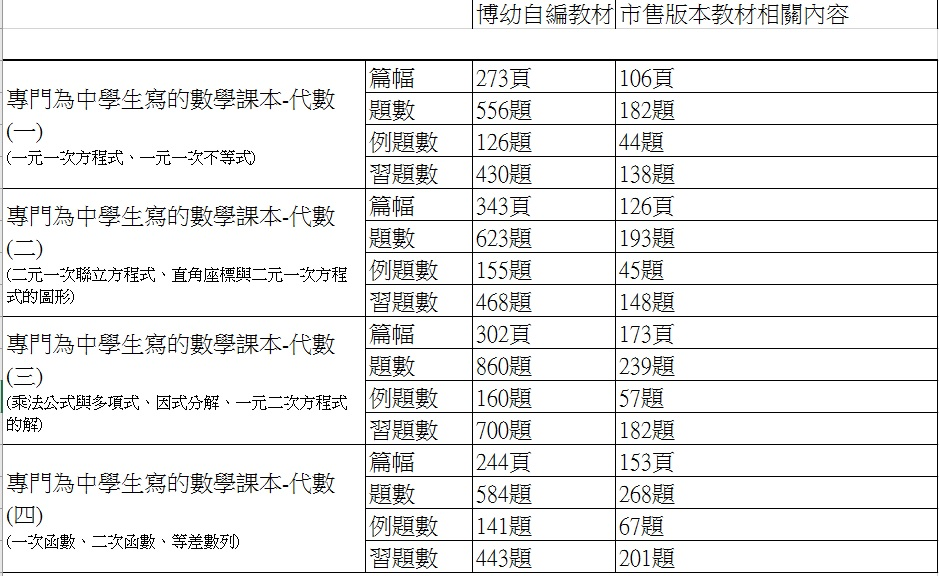 博幼自編教材 市售版本教材相關內容
專門為中學生寫的數學課本-代數
(一)
(一元一次方程式、一元一次不等式)
篇幅 273頁 106頁
題數 556題 182題
例題數 126題 44題
習題數 430題 138題
專門為中學生寫的數學課本-代數
(二)
(二元一次聯立方程式、直角座標與二元一次方程
式的圖形)
篇幅 343頁 126頁
題數 623題 193題
例題數 155題 45題
習題數 468題 148題
專門為中學生寫的數學課本-代數
(三)
(乘法公式與多項式、因式分解、一元二次方程式
的解)
篇幅 302頁 173頁
題數 860題 239題
例題數 160題 57題
習題數 700題 182題
專門為中學生寫的數學課本-代數
(四)
(一次函數、二次函數、等差數列)
篇幅 244頁 153頁
題數 584題 268題
例題數 141題 67題
習題數 443題 201題